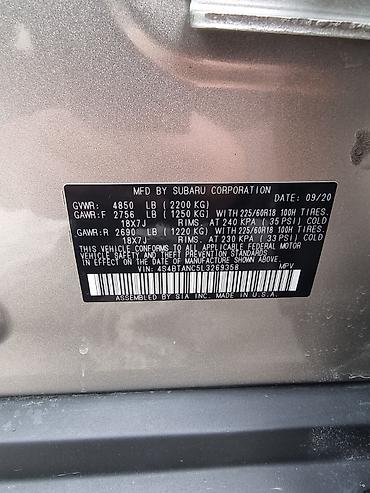 MFD BY SUBARU CORPORATION
DATE: 09/20
GVWR: 4850 LB (2200 KG)
GAWR:F 2756 LB (1250 KG) WITH 225/60R18 100H TIRES.
18X7J RIMS. AT 240 KPA (35 PSI) COLD
GAWR:R 2690 LB (1220 KG) WITH 225/60R18 100H TIRES.
18X7J RIMS. AT 230 KPA (33 PSI) COLD
THIS VEHICLE CONFORMS TO ALL APPLICABLE FEDERAL MOTOR
VEHICLE SAFETY AND THEFT PREVENTION STANDARDS IN
EFFECT ON THE DATE OF MANUFACTURE SHOWN ABOVE.
VIN: 4S4BTANC5L3269358 MPV
ASSEMBLED BY SIA INC. MADE IN U.S.A.